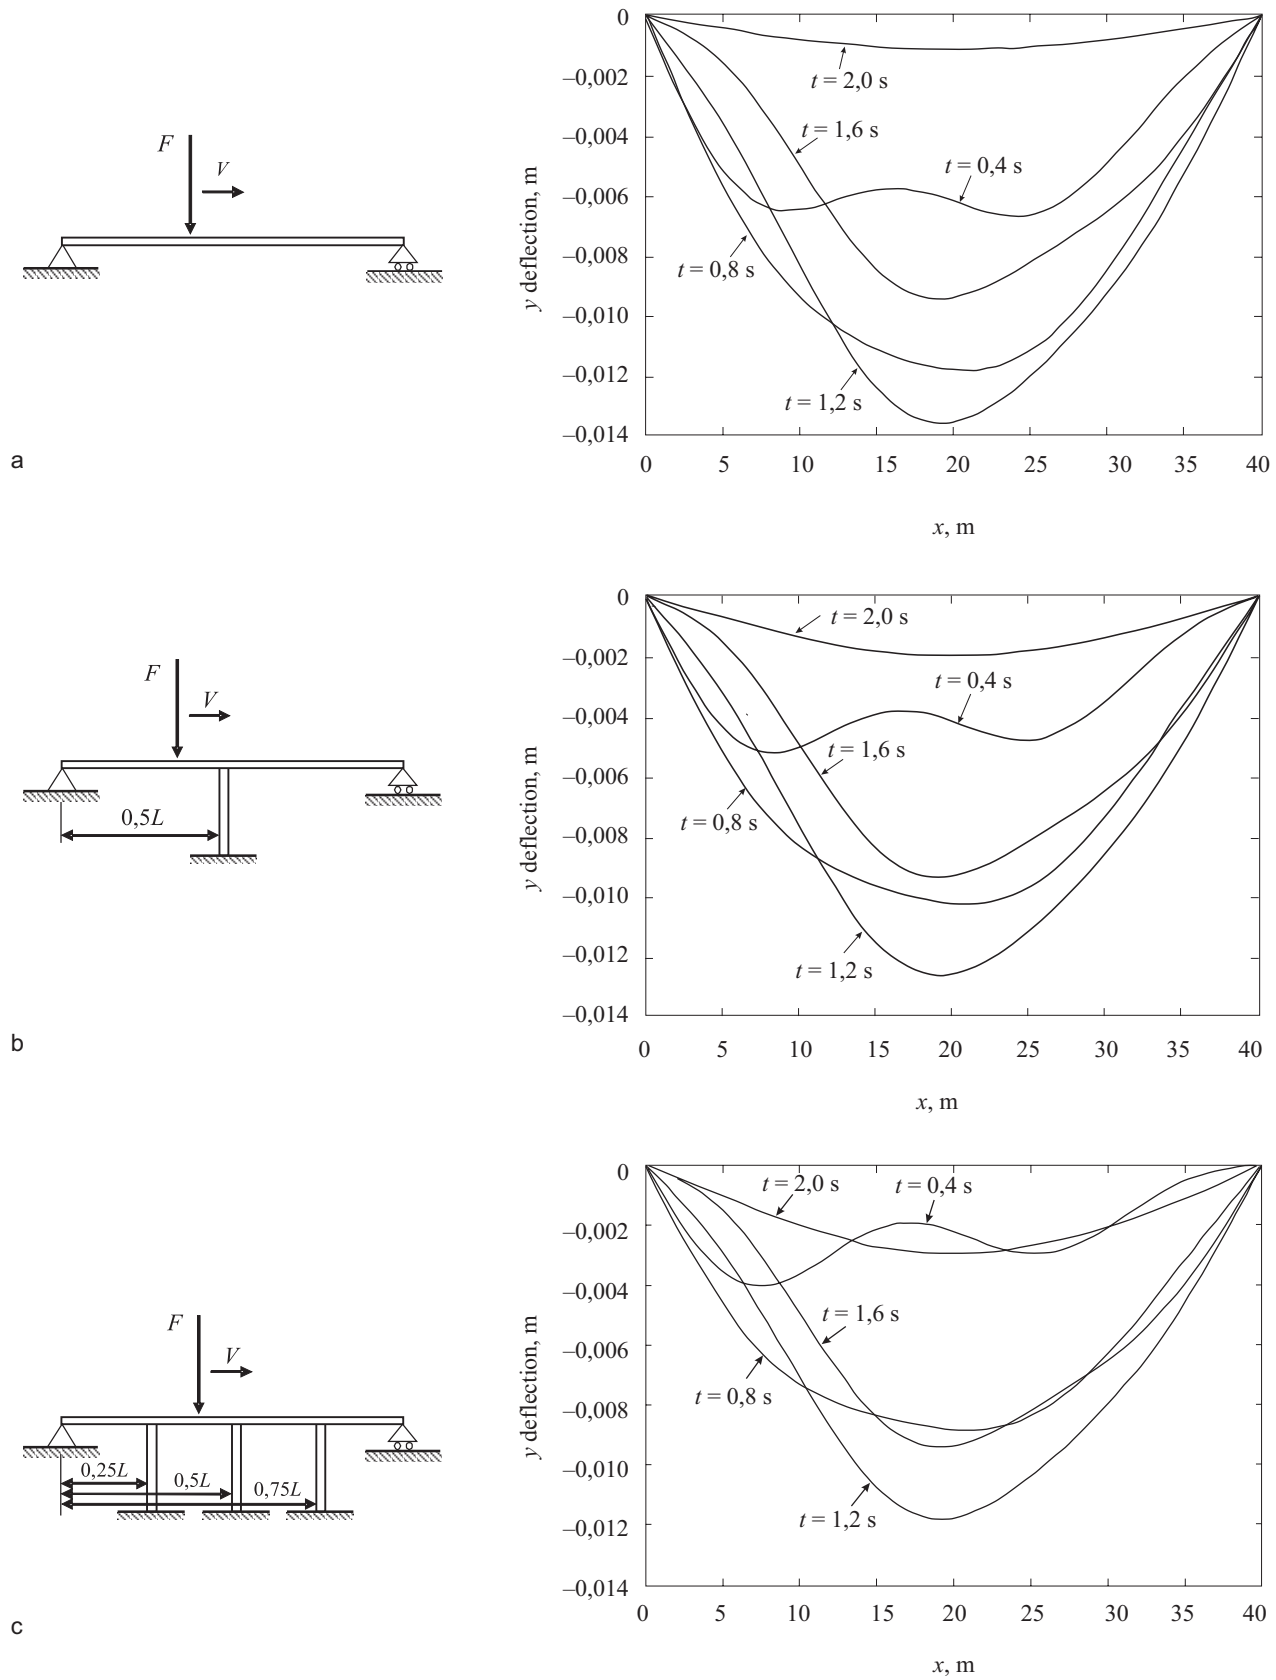 F
V
a
y deflection, m
0
–0,002
–0,004
–0,006
–0,008
–0,010
–0,012
–0,014
t = 2,0 s
t = 1,6 s
t = 0,4 s
t = 0,8 s
t = 1,2 s
0 5 10 15 20 25 30 35 40
x, m
F
V
0,5L
b
y deflection, m
0
–0,002
–0,004
–0,006
–0,008
–0,010
–0,012
–0,014
t = 2,0 s
t = 0,4 s
t = 1,6 s
t = 0,8 s
t = 1,2 s
0 5 10 15 20 25 30 35 40
x, m
F
V
0,25L
0,5L
0,75L
c
y deflection, m
0
–0,002
–0,004
–0,006
–0,008
–0,010
–0,012
–0,014
t = 2,0 s
t = 0,4 s
t = 1,6 s
t = 0,8 s
t = 1,2 s
0 5 10 15 20 25 30 35 40
x, m